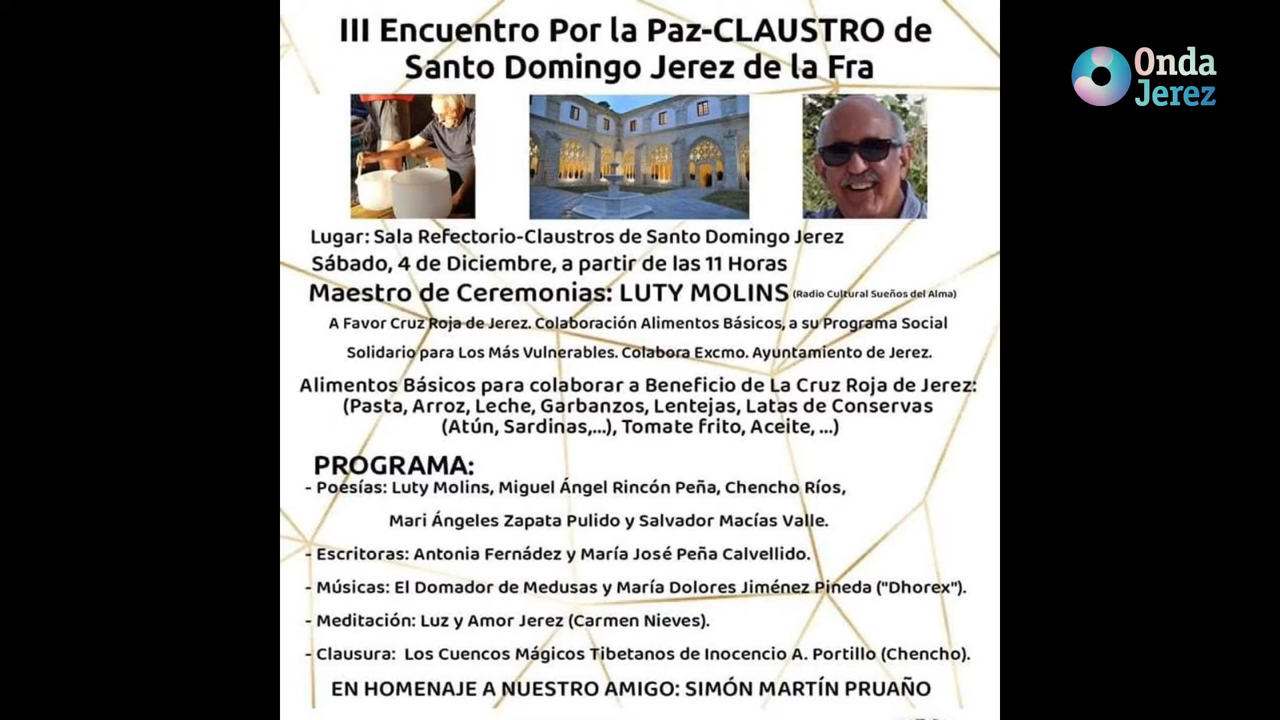 III Encuentro Por la Paz-CLAUSTRO de
Santo Domingo Jerez de la Fra
Onda
Jerez
Lugar: Sala Refectorio-Claustros de Santo Domingo Jerez
Sábado, 4 de Diciembre, a partir de las 11 Horas
Maestro de Ceremonias: LUTY MOLINS (Radio Cultural Sueños del Alma)
A Favor Cruz Roja de Jerez. Colaboración Alimentos Básicos, a su Programa Social
Solidario para Los Más Vulnerables. Colabora Excmo. Ayuntamiento de Jerez.
Alimentos Básicos para colaborar a Beneficio de La Cruz Roja de Jerez:
(Pasta, Arroz, Leche, Garbanzos, Lentejas, Latas de Conservas
(Atún, Sardinas,...), Tomate frito, Aceite, ...)
PROGRAMA:
- Poesías: Luty Molins, Miguel Ángel Rincón Peña, Chencho Ríos,
Mari Ángeles Zapata Pulido y Salvador Macías Valle.
- Escritoras: Antonia Fernádez y María José Peña Calvellido.
- Músicas: El Domador de Medusas y María Dolores Jiménez Pineda ("Dhorex").
- Meditación: Luz y Amor Jerez (Carmen Nieves).
- Clausura: Los Cuencos Mágicos Tibetanos de Inocencio A. Portillo (Chencho).
EN HOMENAJE A NUESTRO AMIGO: SIMÓN MARTÍN PRUAÑO